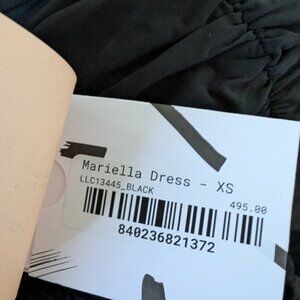 Mariella Dress - XS
LLC13445_BLACK
495.00
840236821372